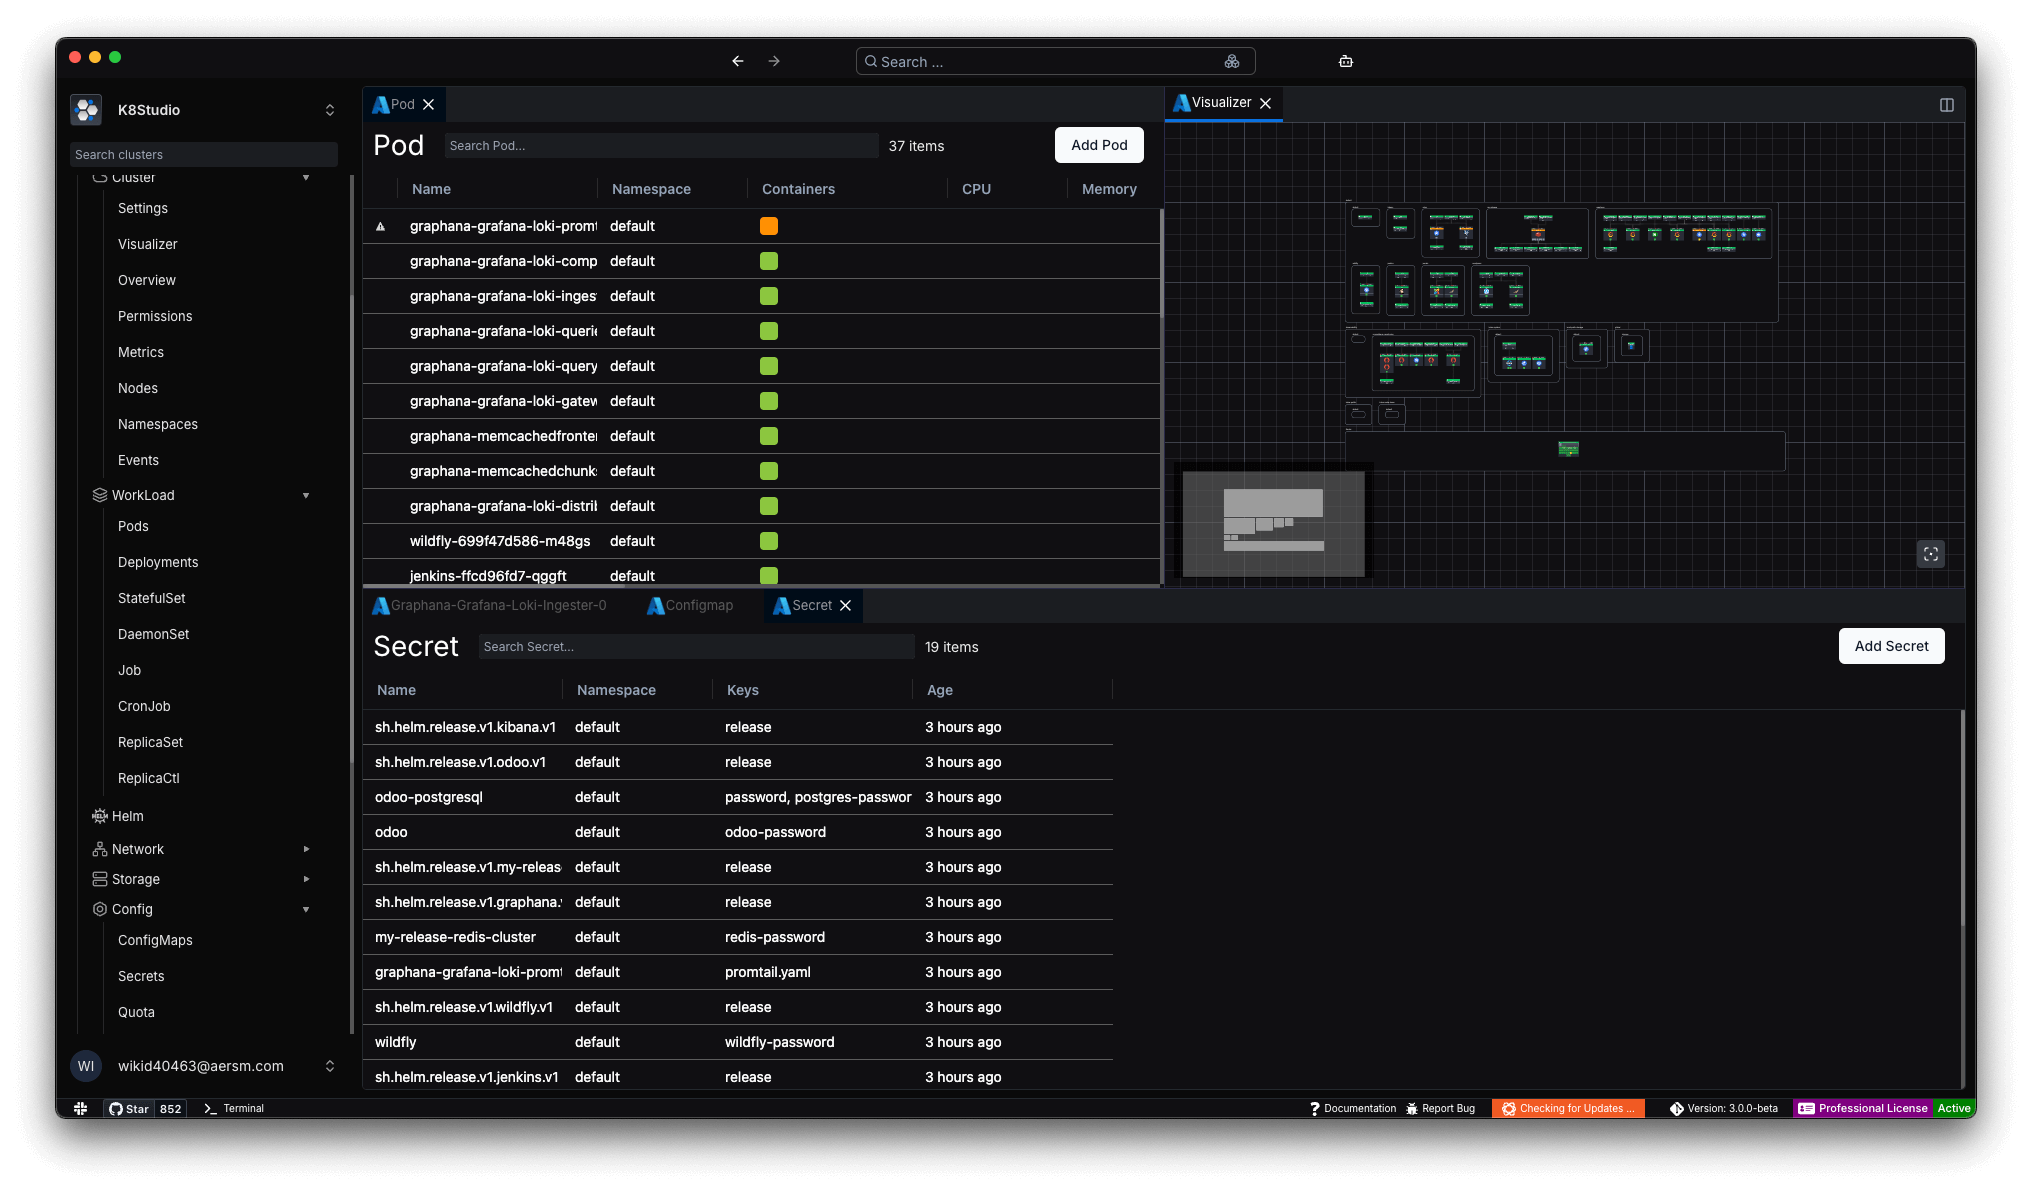 Search ...
K8Studio
Search clusters
Cluster
Settings
Visualizer
Overview
Permissions
Metrics
Nodes
Namespaces
Events
WorkLoad
Pods
Deployments
StatefulSet
DaemonSet
Job
CronJob
ReplicaSet
ReplicaCtl
Helm
Network
Storage
Config
ConfigMaps
Secrets
Quota
WI wikid40463@aersm.com
Pod
Pod Search Pod... 37 items Add Pod
Name Namespace Containers CPU Memory
graphana-grafana-loki-promt default
graphana-grafana-loki-comp default
graphana-grafana-loki-inges default
graphana-grafana-loki-querie default
graphana-grafana-loki-query default
graphana-grafana-loki-gatew default
graphana-memcachedfronte default
graphana-memcachedchunk default
graphana-grafana-loki-distri default
wildfly-699f47d586-m48gs default
jenkins-ffcd96fd7-qggft default
Visualizer
Graphana-Grafana-Loki-Ingester-0 Configmap Secret
Secret Search Secret... 19 items Add Secret
Name Namespace Keys Age
sh.helm.release.v1.kibana.v1 default release 3 hours ago
sh.helm.release.v1.odoo.v1 default release 3 hours ago
odoo-postgresql default password, postgres-passwor 3 hours ago
odoo default odoo-password 3 hours ago
sh.helm.release.v1.my-releas default release 3 hours ago
sh.helm.release.v1.graphana. default release 3 hours ago
my-release-redis-cluster default redis-password 3 hours ago
graphana-grafana-loki-promt default promtail.yaml 3 hours ago
sh.helm.release.v1.wildfly.v1 default release 3 hours ago
wildfly default wildfly-password 3 hours ago
sh.helm.release.v1.jenkins.v1 default release 3 hours ago
Star 852 Terminal Documentation Report Bug Checking for Updates ... Version: 3.0.0-beta Professional License Active